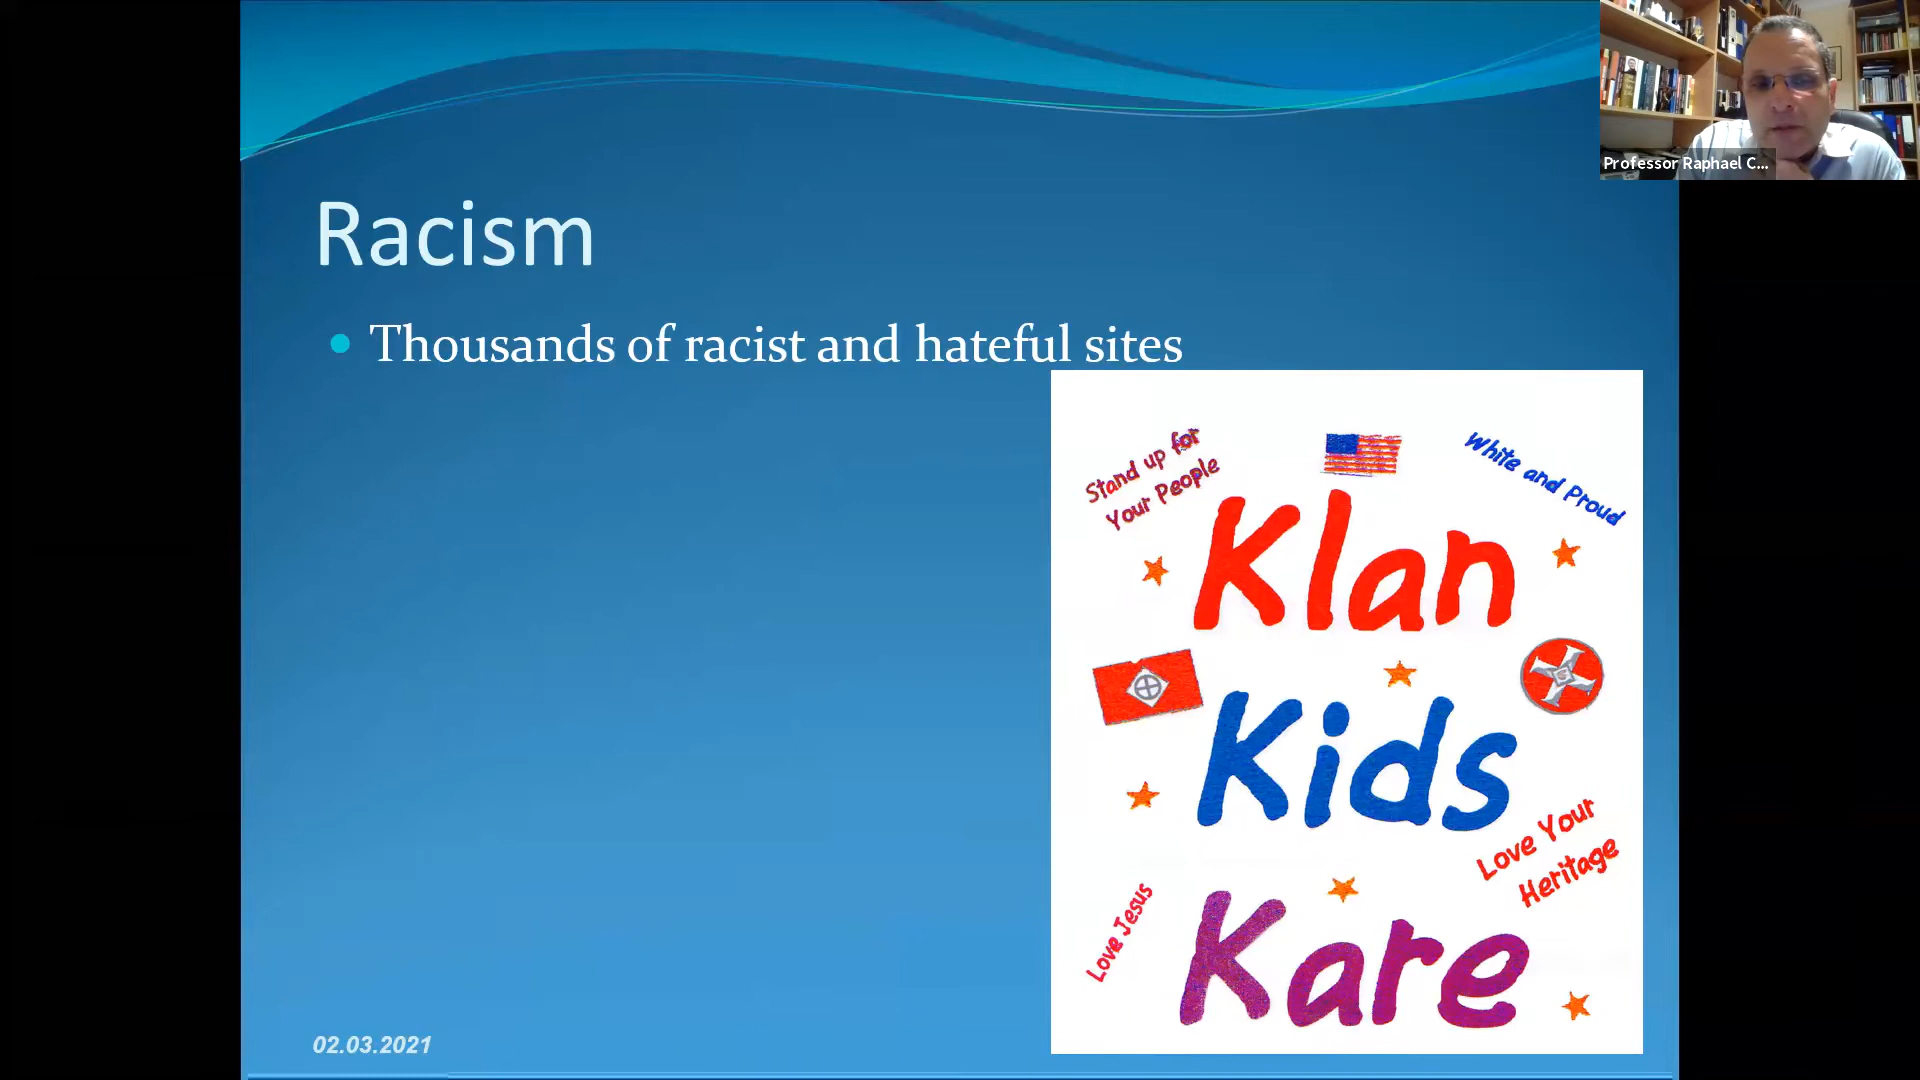 Professor Raphael C...
Racism
Thousands of racist and hateful sites
Stand up for
Your People
White and Proud
Klan
Kids
Love Your
Heritage
Love Jesus
Kare
02.03.2021